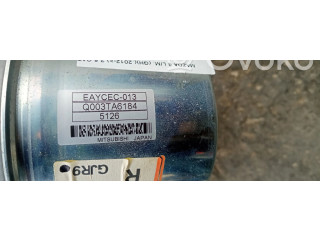 EAYCEC-013
Q003TA6184
5126
MITSUBISHI JAPAN
R
GJR9